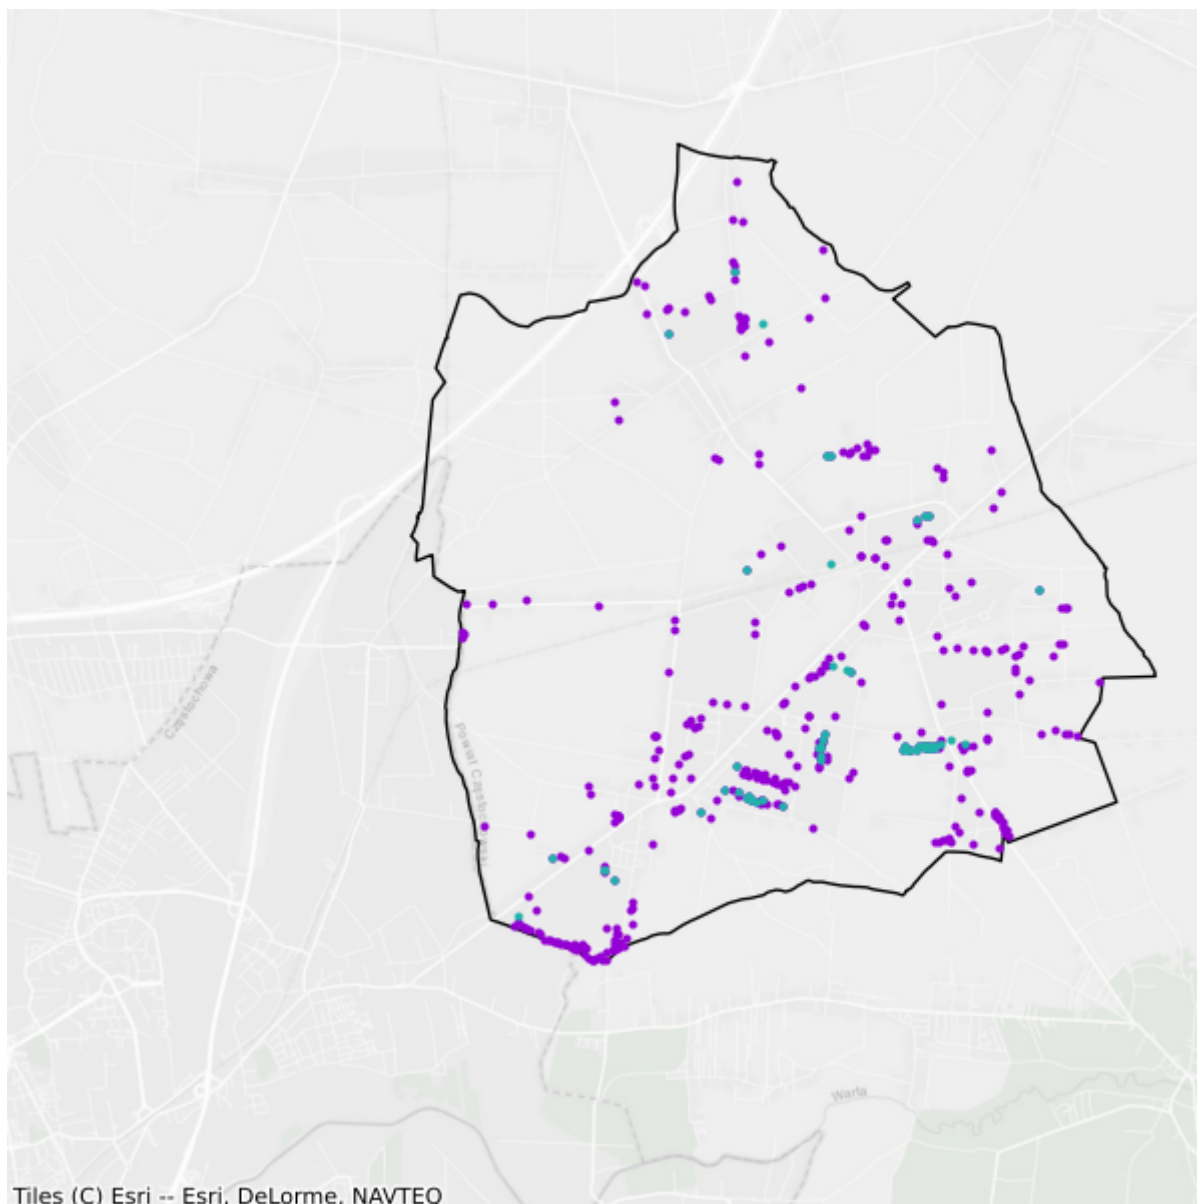 Częstochowa
Powiat Częstochowski
Warta
Tiles (C) Esri -- Esri, DeLorme, NAVTEQ